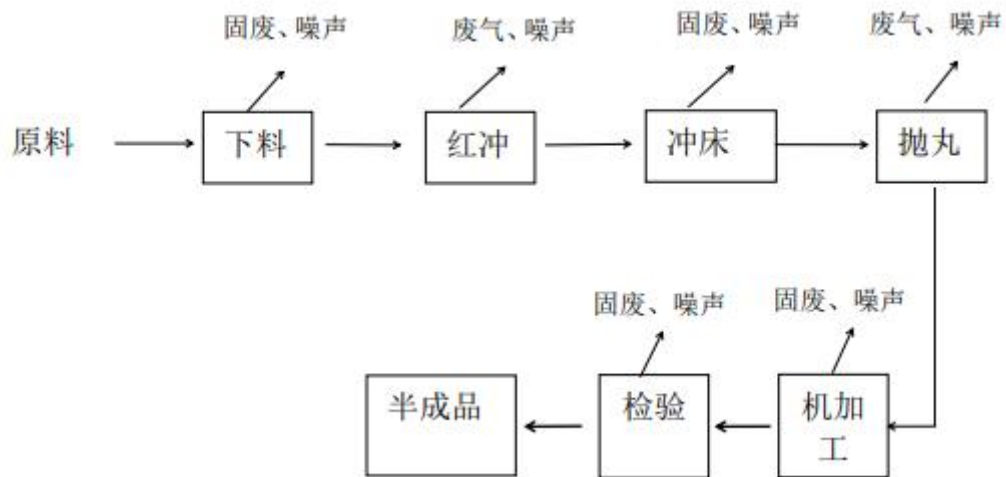 固废、噪声
废气、噪声
固废、噪声
废气、噪声
原料
下料
红冲
冲床
抛丸
固废、噪声
固废、噪声
半成品
检验
机加
工